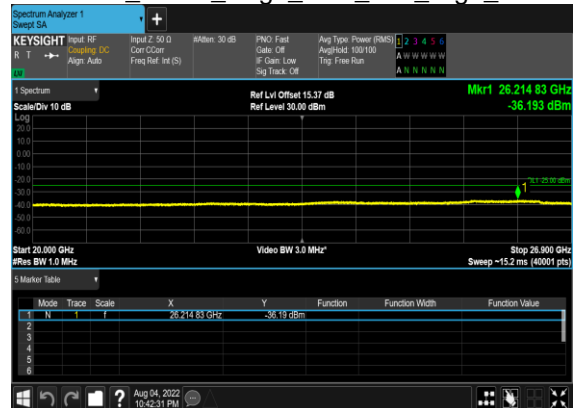 Spectrum Analyzer 1
Swept SA
+
KEYSIGHT Input: RF Input Z: 50 Ω #Atten: 30 dB PNO: Fast Avg Type: Power (RMS) 1 2 3 4 5 6
R T Coupling: DC Corr CCorr Gate: Off Avg|Hold: 100/100 A W W W W W
Align: Auto Freq Ref: Int (S) IF Gain: Low Trig: Free Run
LW Sig Track: Off A N N N N N
1 Spectrum Ref Lvl Offset 15.37 dB Mkr1 26.214 83 GHz
Scale/Div 10 dB Ref Level 30.00 dBm -36.193 dBm
Log
20.0
10.0
0.00
-10.0
-20.0
DL1 -25.00 dBm
1
-30.0
-40.0
-50.0
-60.0
Start 20.000 GHz Video BW 3.0 MHz* Stop 26.900 GHz
#Res BW 1.0 MHz Sweep ~15.2 ms (40001 pts)
5 Marker Table
Mode Trace Scale X Y Function Function Width Function Value
1 N 1 f 26.214 83 GHz -36.19 dBm
2
3
4
5
6
? Aug 04, 2022
10:42:31 PM